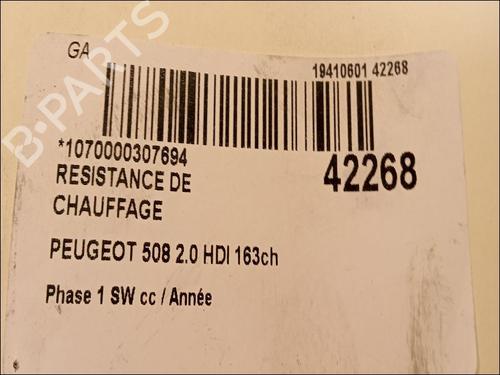 GA
19410601 42268
*1070000307694
42268
RESISTANCE DE
CHAUFFAGE
PEUGEOT 508 2.0 HDI 163ch
Phase 1 SW cc / Année
B-PARTS